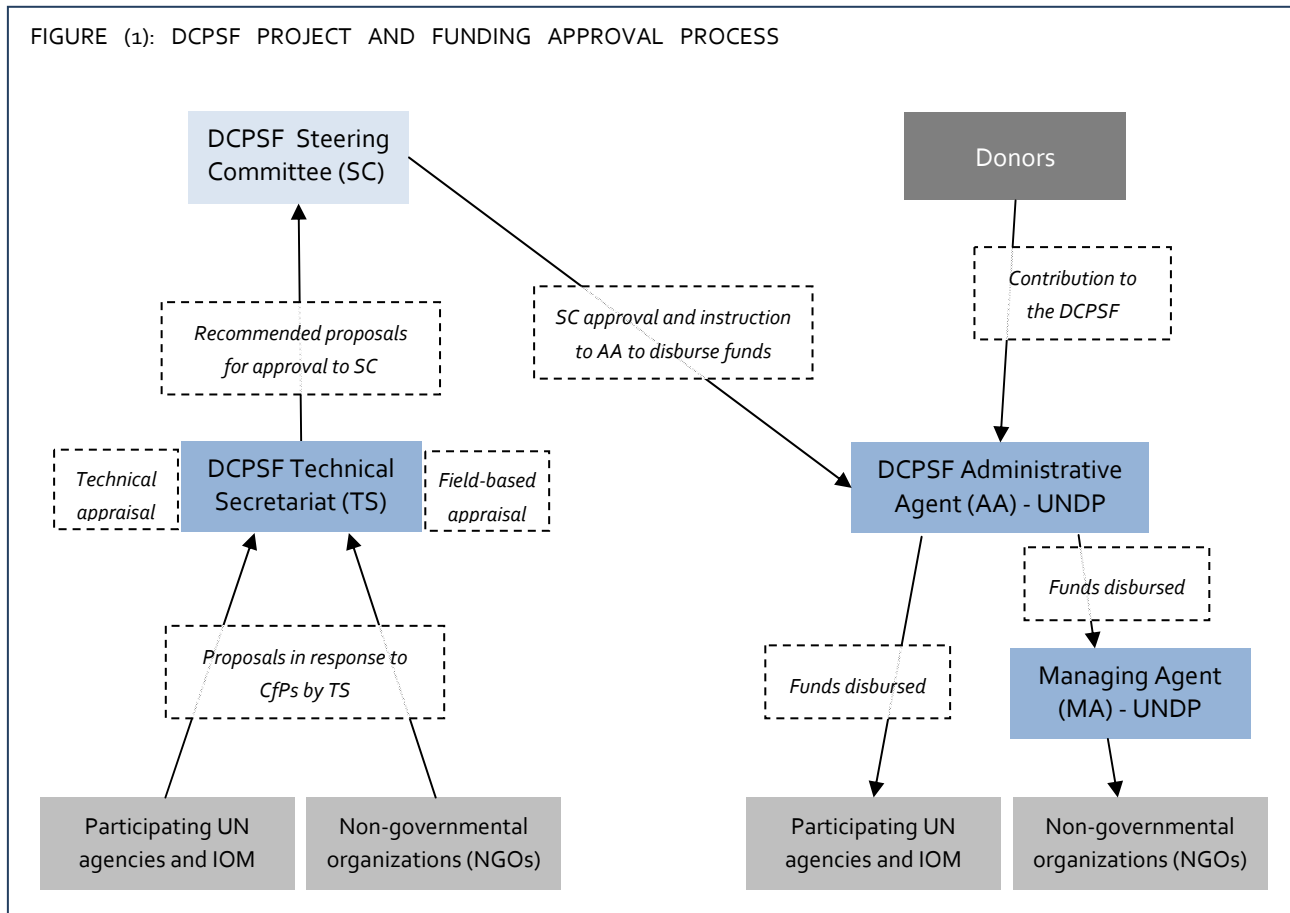 FIGURE (1): DCPSF PROJECT AND FUNDING APPROVAL PROCESS
DCPSF Steering
Committee (SC)
Donors
Contribution to
the DCPSF
Recommended proposals
for approval to SC
SC approval and instruction
to AA to disburse funds
Technical
appraisal
DCPSF Technical
Secretariat (TS)
Field-based
appraisal
DCPSF Administrative
Agent (AA) - UNDP
Funds disbursed
Proposals in response to
CfPs by TS
Funds disbursed
Managing Agent
(MA) - UNDP
Participating UN
agencies and IOM
Non-governmental
organizations (NGOs)
Participating UN
agencies and IOM
Non-governmental
organizations (NGOs)